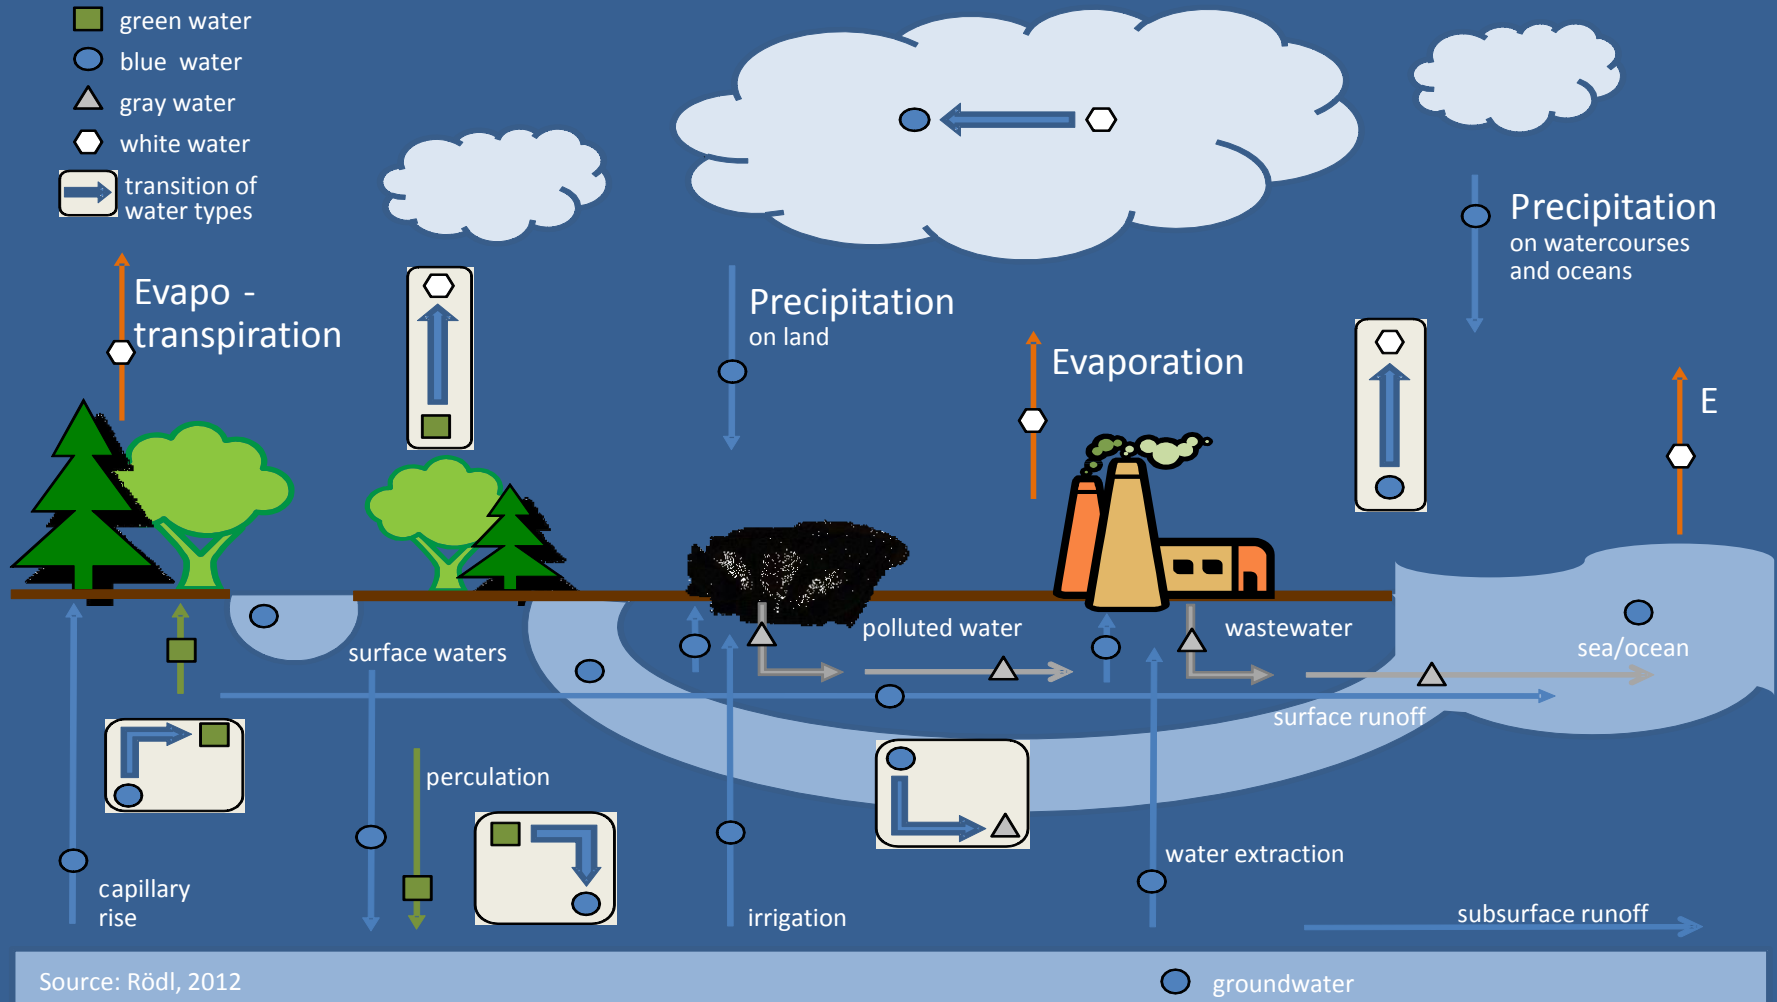 green water
blue water
gray water
white water
transition of
water types
Evapo -
transpiration
Precipitation
on land
Precipitation
on watercourses
and oceans
Evaporation
E
surface waters
polluted water
wastewater
sea/ocean
surface runoff
perculation
capillary
rise
irrigation
water extraction
subsurface runoff
Source: Rödl, 2012
groundwater